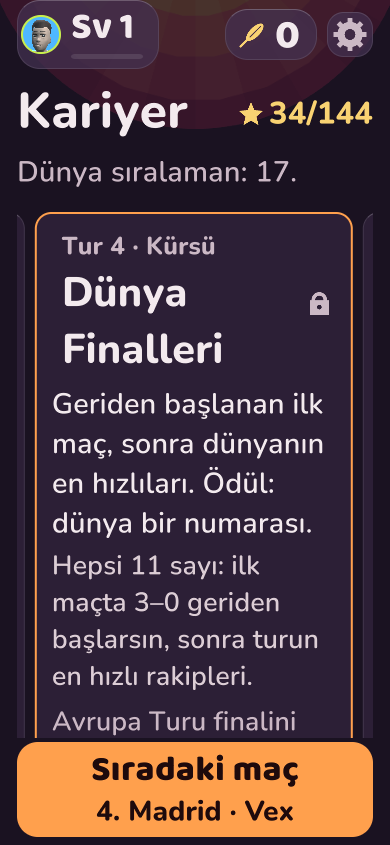 Sv 1
0
Kariyer
34/144
Dünya sıralaman: 17.
Tur 4 · Kürsü
Dünya
Finalleri
Geriden başlanan ilk
maç, sonra dünyanın
en hızlıları. Ödül:
dünya bir numarası.
Hepsi 11 sayı: ilk
maçta 3–0 geriden
başlarsın, sonra turun
en hızlı rakipleri.
Avrupa Turu finalini
Sıradaki maç
4. Madrid · Vex